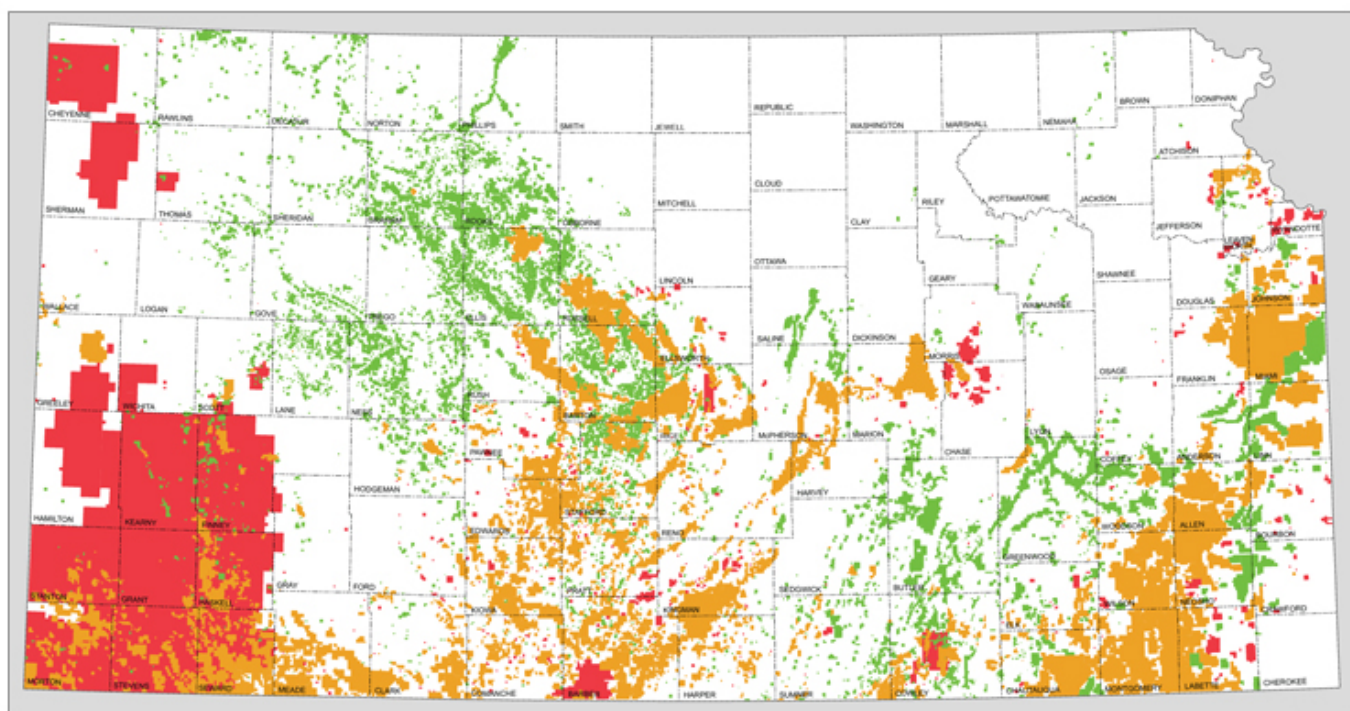 CHEYENNE
RAWLINS
DECATUR
NORTON
PHILLIPS
SMITH
JEWELL
REPUBLIC
WASHINGTON
MARSHALL
NEMAHA
BROWN
DONIPHAN
ATCHISON
SHERMAN
THOMAS
SHERIDAN
GRAHAM
ROOKS
OSBORNE
MITCHELL
CLOUD
CLAY
RILEY
POTTAWATOMIE
JACKSON
JEFFERSON
WYANDOTTE
WALLACE
LOGAN
GOVE
TREGO
ELLIS
RUSSELL
LINCOLN
OTTAWA
SALINE
DICKINSON
GEARY
WABAUNSEE
SHAWNEE
DOUGLAS
JOHNSON
GREELEY
WICHITA
SCOTT
LANE
NESS
RUSH
BARTON
ELLSWORTH
RICE
McPHERSON
MARION
MORRIS
CHASE
LYON
OSAGE
FRANKLIN
MIAMI
HAMILTON
KEARNY
FINNEY
HODGEMAN
PAWNEE
EDWARDS
STAFFORD
RENO
HARVEY
COFFEY
ANDERSON
LINN
STANTON
GRANT
HASKELL
GRAY
FORD
KIOWA
PRATT
KINGMAN
SEDGWICK
BUTLER
GREENWOOD
WOODSON
ALLEN
BOURBON
MORTON
STEVENS
SEWARD
MEADE
CLARK
COMANCHE
BARBER
HARPER
SUMNER
COWLEY
ELK
CHAUTAUQUA
WILSON
MONTGOMERY
NEOSHO
LABETTE
CRAWFORD
CHEROKEE